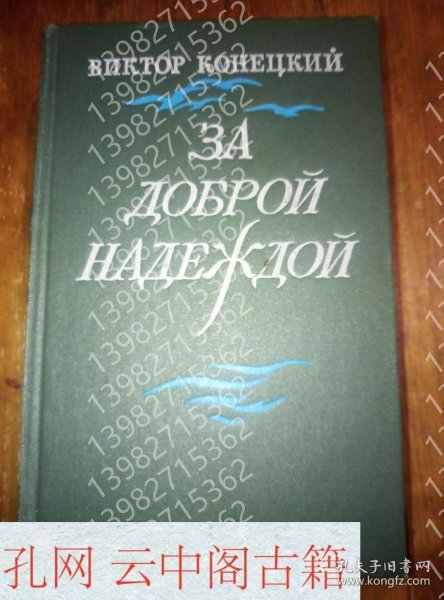 ВИКТОР КОНЕЦКИЙ
ЗА
ДОБРОЙ
НАДЕЖДОЙ
13982715362
孔网 云中阁古籍
孔夫子旧书网
www.kongfz.com